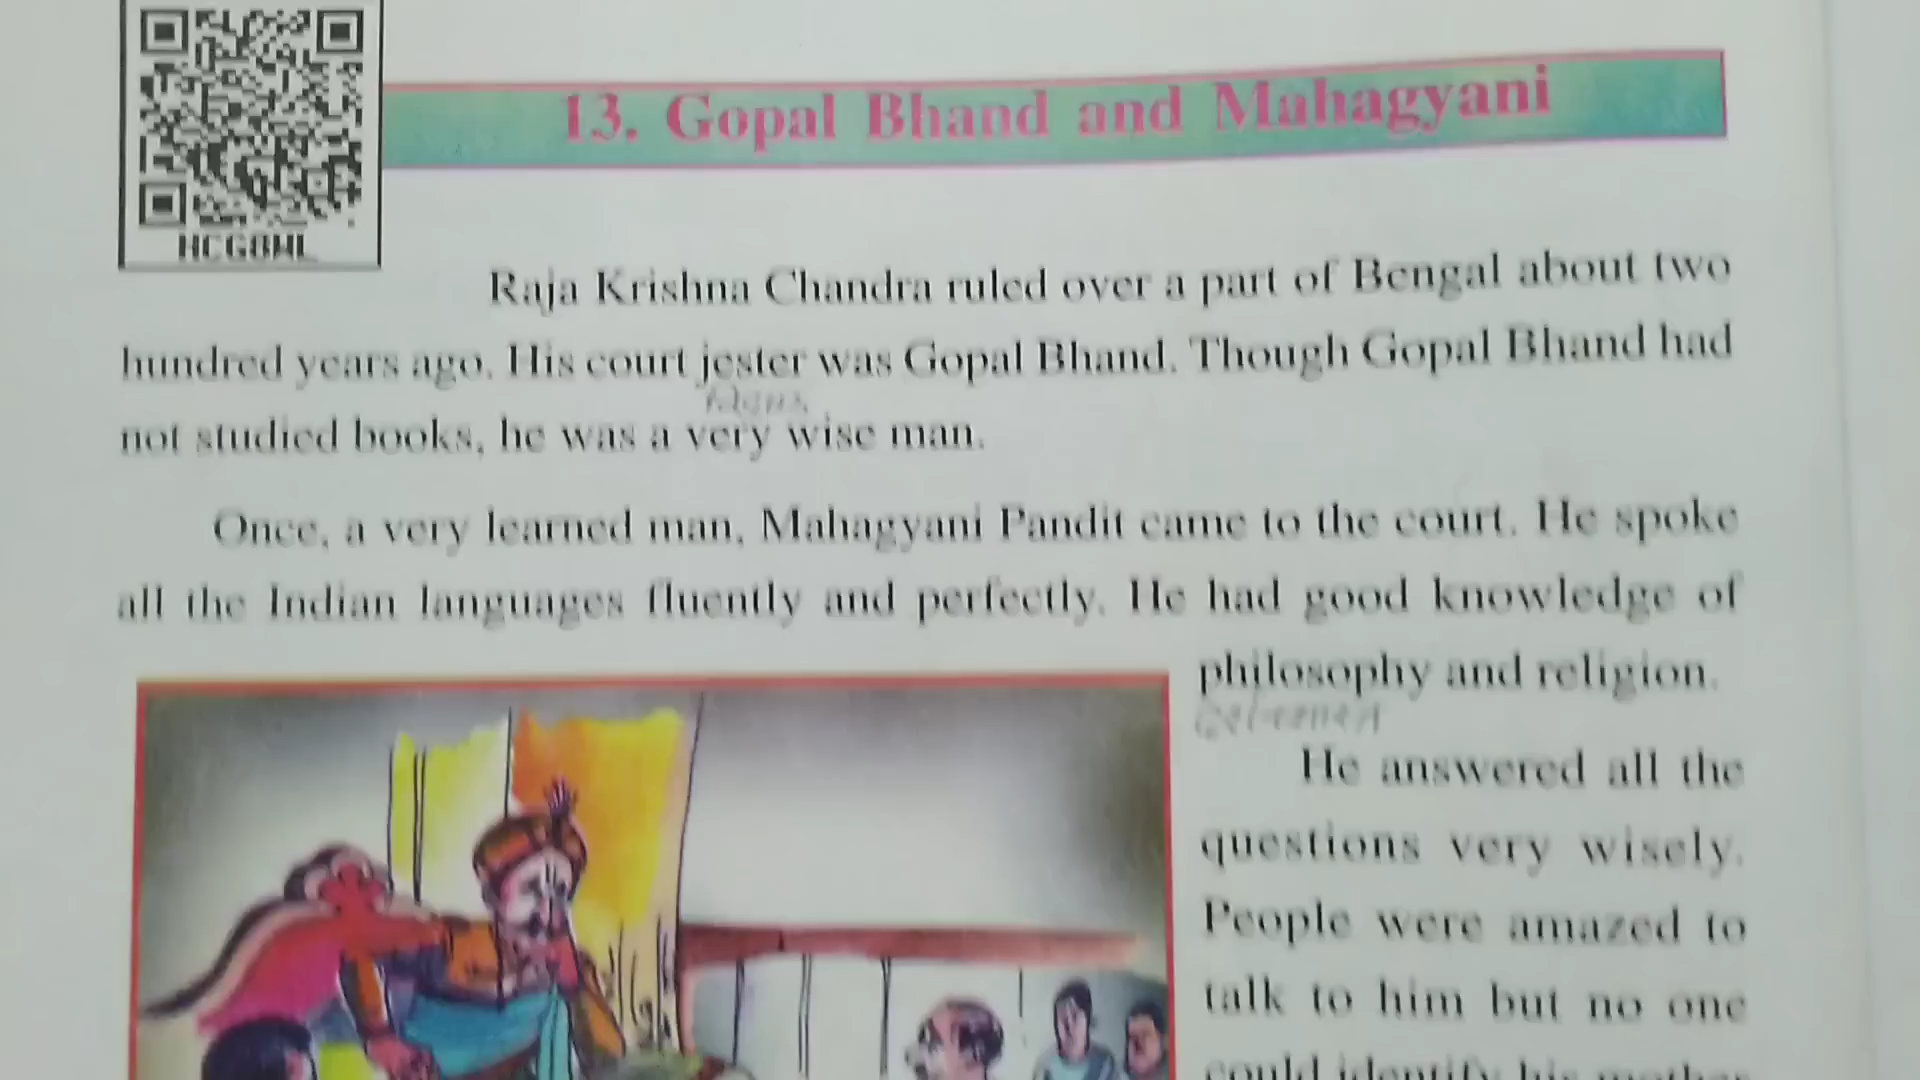 HCG8WL
13. Gopal Bhand and Mahagyani
Raja Krishna Chandra ruled over a part of Bengal about two
hundred years ago. His court jester was Gopal Bhand. Though Gopal Bhand had
not studied books, he was a very wise man.
Once, a very learned man, Mahagyani Pandit came to the court. He spoke
all the Indian languages fluently and perfectly. He had good knowledge of
philosophy and religion.
He answered all the
questions very wisely.
People were amazed to
talk to him but no one
could identify his mother